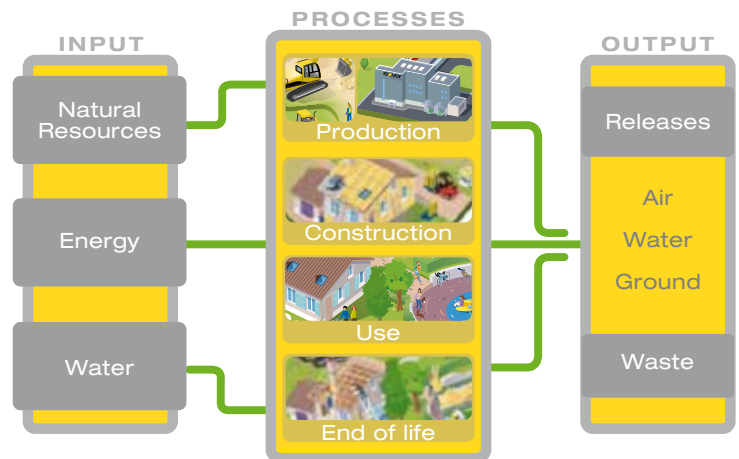 INPUT
Natural
Resources
Energy
Water
PROCESSES
Production
Construction
Use
End of life
OUTPUT
Releases
Air
Water
Ground
Waste